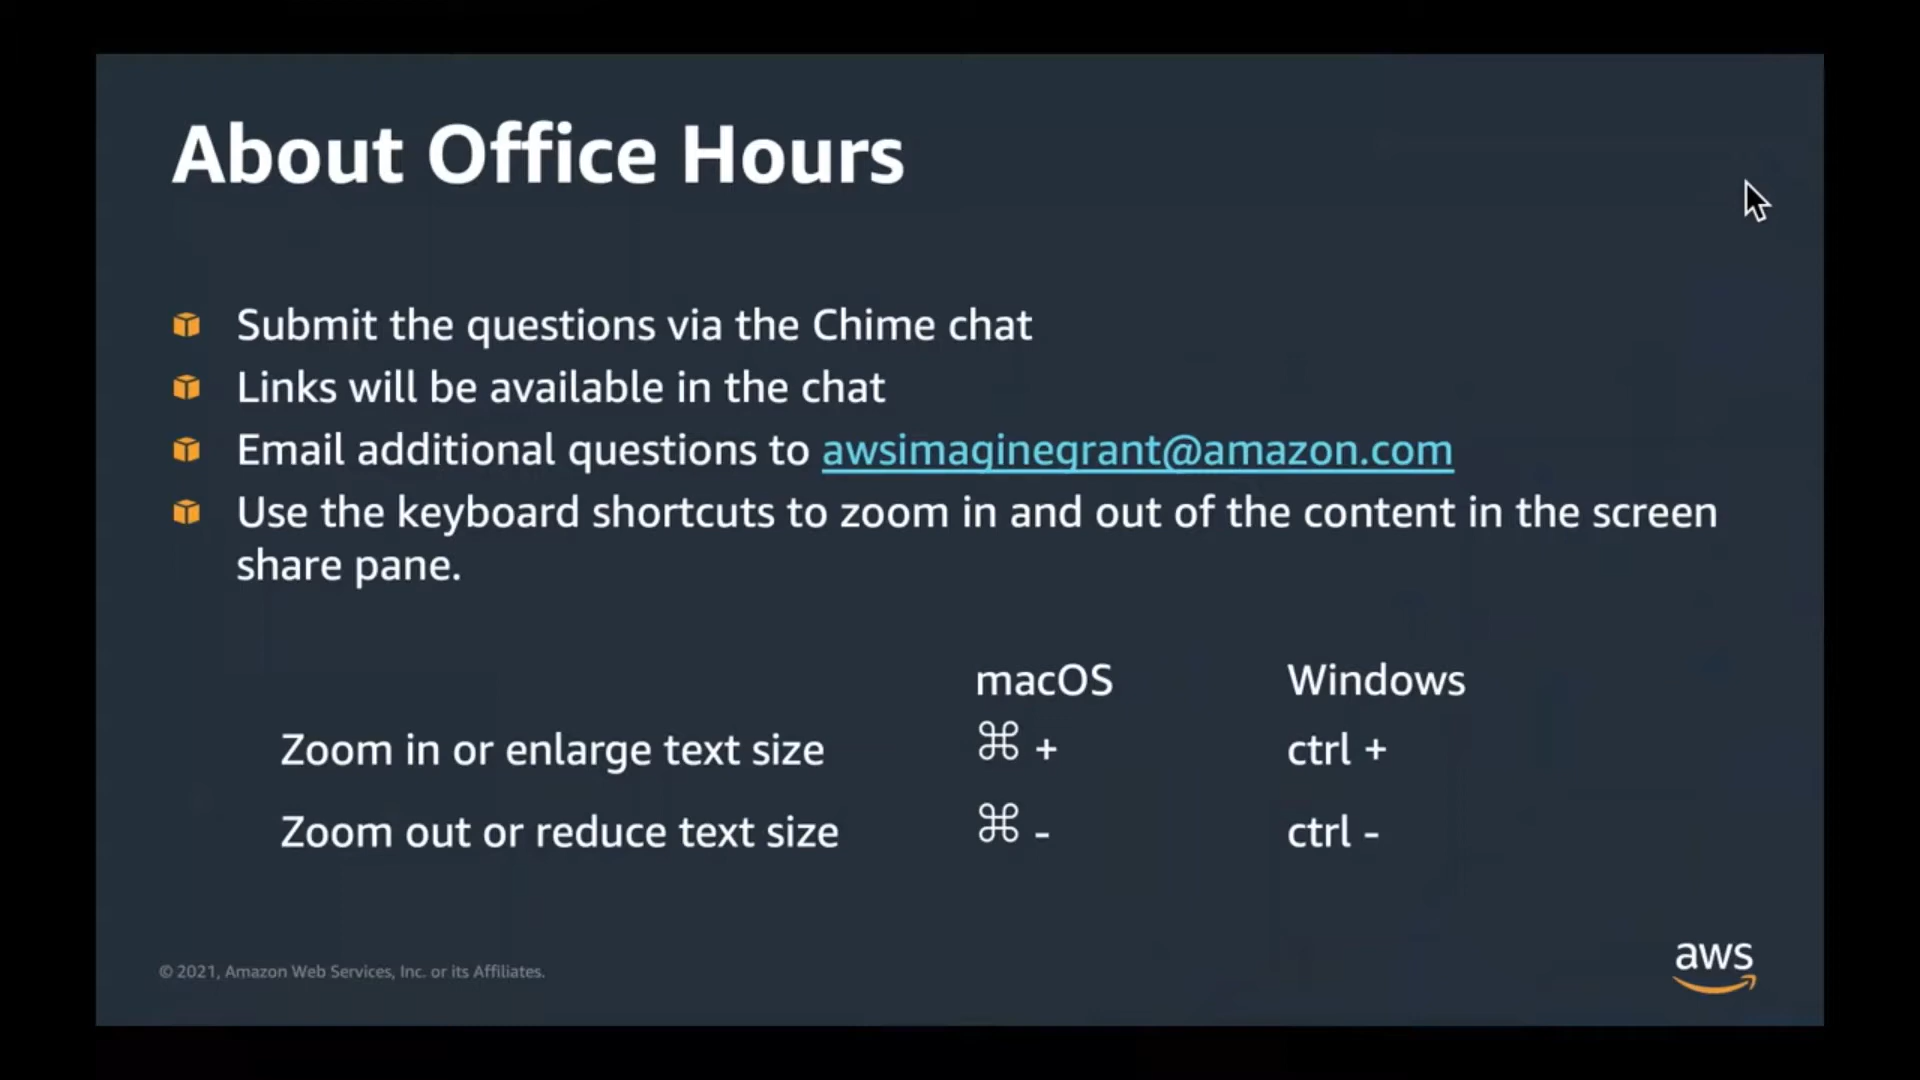 About Office Hours
Submit the questions via the Chime chat
Links will be available in the chat
Email additional questions to awsimaginegrant@amazon.com
Use the keyboard shortcuts to zoom in and out of the content in the screen
share pane.
macOS Windows
Zoom in or enlarge text size ⌘ + ctrl +
Zoom out or reduce text size ⌘ - ctrl -
© 2021, Amazon Web Services, Inc. or its Affiliates.
aws